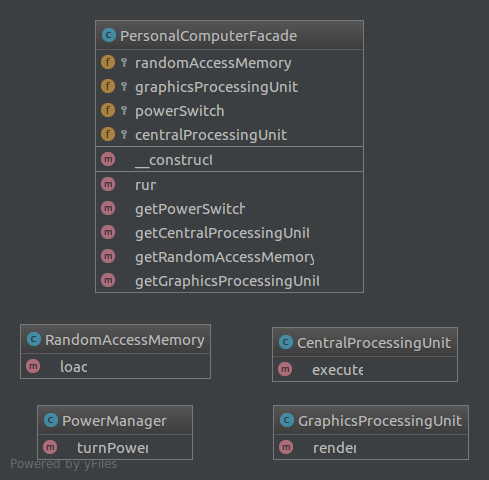 PersonalComputerFacade
randomAccessMemory
graphicsProcessingUnit
powerSwitch
centralProcessingUnit
__construct
run
getPowerSwitch
getCentralProcessingUnit
getRandomAccessMemory
getGraphicsProcessingUnit
RandomAccessMemory
load
CentralProcessingUnit
execute
PowerManager
turnPower
GraphicsProcessingUnit
render
Powered by yFiles